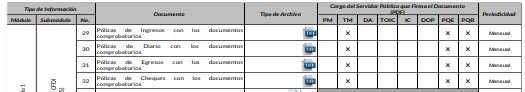 Tipo de Información Documento Tipo de Archivo Cargo del Servidor Público que Firma el Documento (PDF) Periodicidad
Módulo Submódulo No. PM TM DA TOIC IC DOP PQE PQR
29 Pólizas de Ingresos con los documentos comprobatorios X X X Mensual
30 Pólizas de Diario con los documentos comprobatorios X X X Mensual
31 Pólizas de Egresos con los documentos comprobatorios X X X Mensual
32 Pólizas de Cheques con los documentos comprobatorios X X X Mensual